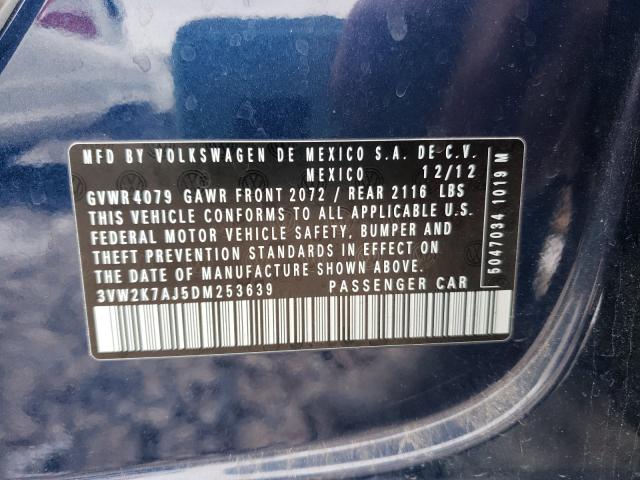 MFD BY VOLKSWAGEN DE MEXICO S.A. DE C.V.
MEXICO 12/12
GVWR 4079 GAWR FRONT 2072 / REAR 2116 LBS
THIS VEHICLE CONFORMS TO ALL APPLICABLE U.S.
FEDERAL MOTOR VEHICLE SAFETY, BUMPER AND
THEFT PREVENTION STANDARDS IN EFFECT ON
THE DATE OF MANUFACTURE SHOWN ABOVE.
3VW2K7AJ5DM253639 PASSENGER CAR
5047034 1019 M